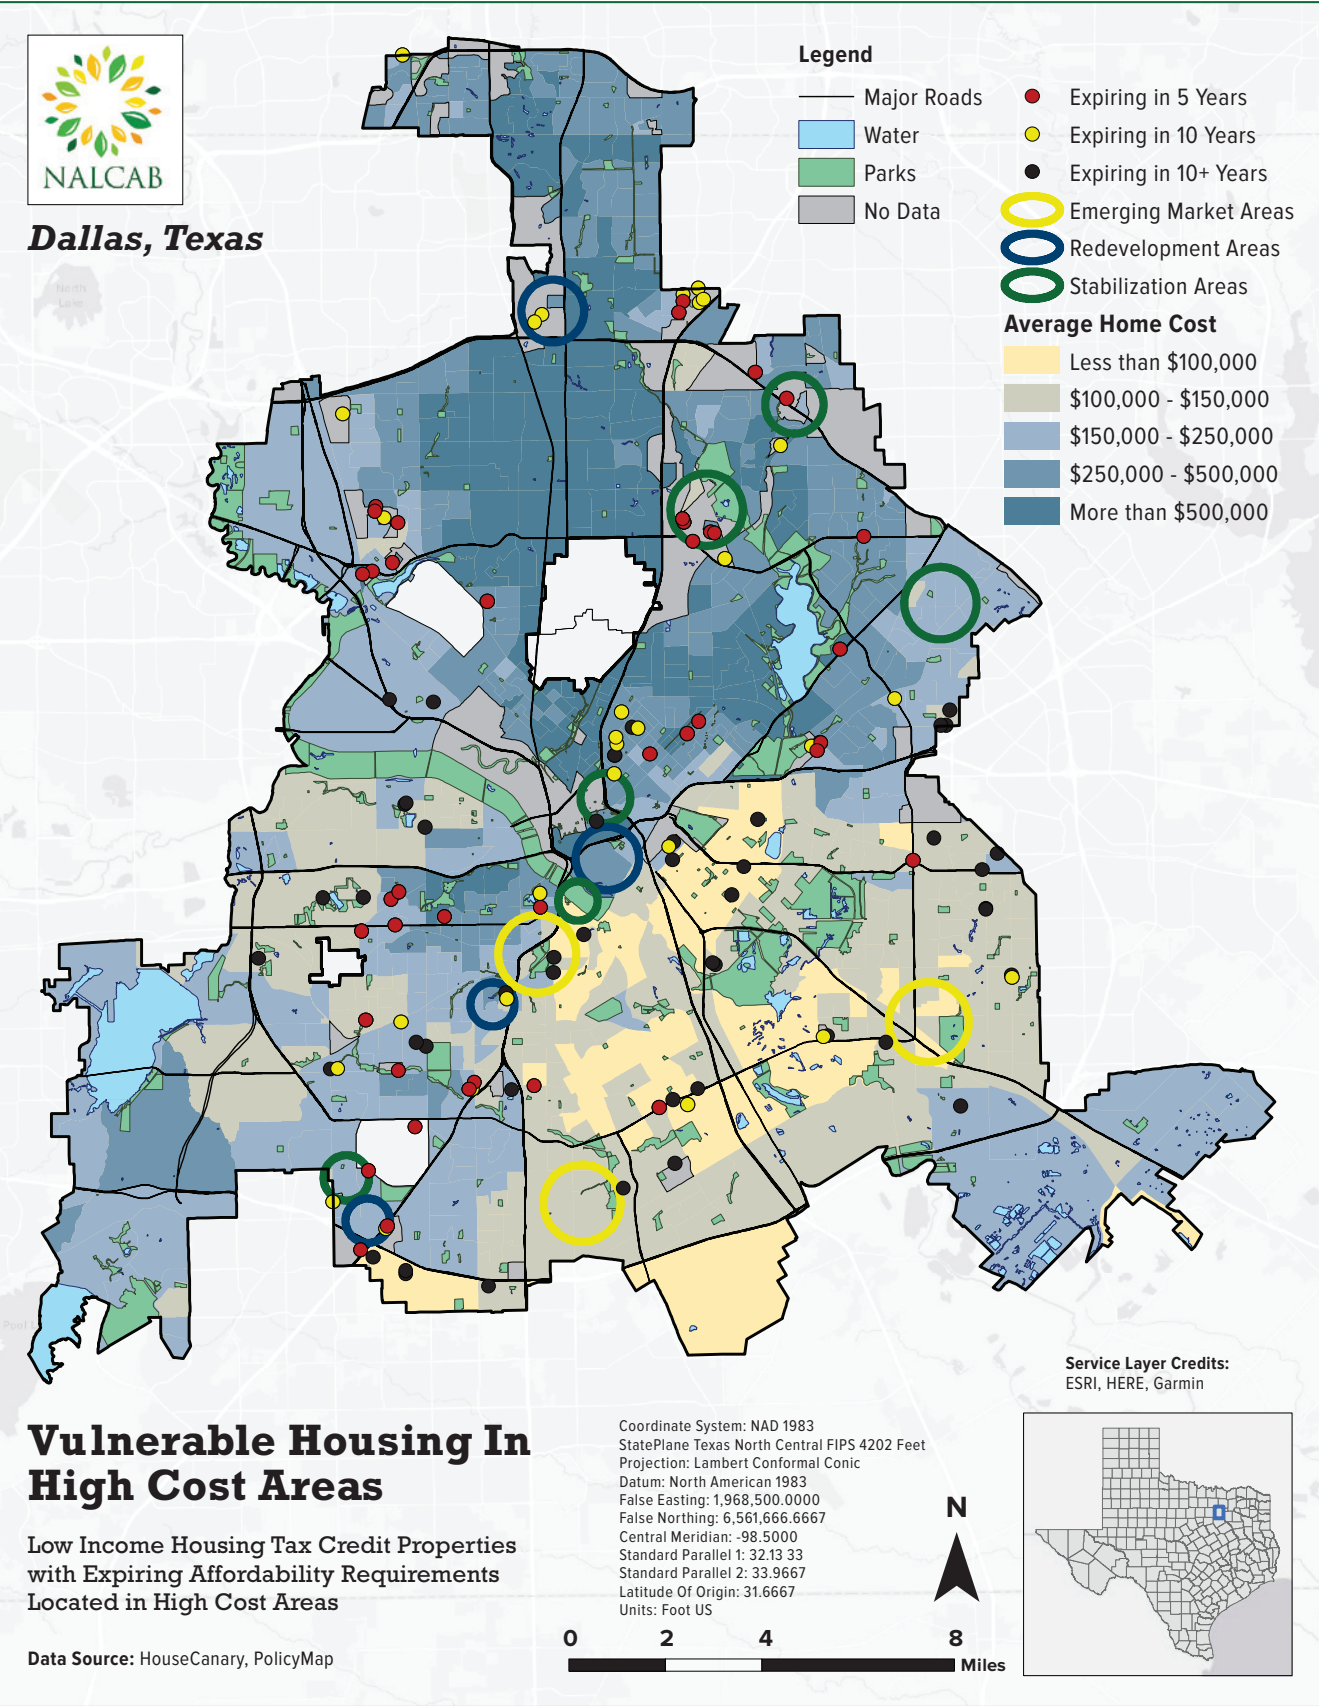 NALCAB
Dallas, Texas
Legend
Major Roads
Water
Parks
No Data
Expiring in 5 Years
Expiring in 10 Years
Expiring in 10+ Years
Emerging Market Areas
Redevelopment Areas
Stabilization Areas
Average Home Cost
Less than $100,000
$100,000 - $150,000
$150,000 - $250,000
$250,000 - $500,000
More than $500,000
North
Lake
Service Layer Credits:
ESRI, HERE, Garmin
Vulnerable Housing In
High Cost Areas
Low Income Housing Tax Credit Properties
with Expiring Affordability Requirements
Located in High Cost Areas
Data Source: HouseCanary, PolicyMap
Coordinate System: NAD 1983
StatePlane Texas North Central FIPS 4202 Feet
Projection: Lambert Conformal Conic
Datum: North American 1983
False Easting: 1,968,500.0000
False Northing: 6,561,666.6667
Central Meridian: -98.5000
Standard Parallel 1: 32.13 33
Standard Parallel 2: 33.9667
Latitude Of Origin: 31.6667
Units: Foot US
N
0 2 4 8
Miles